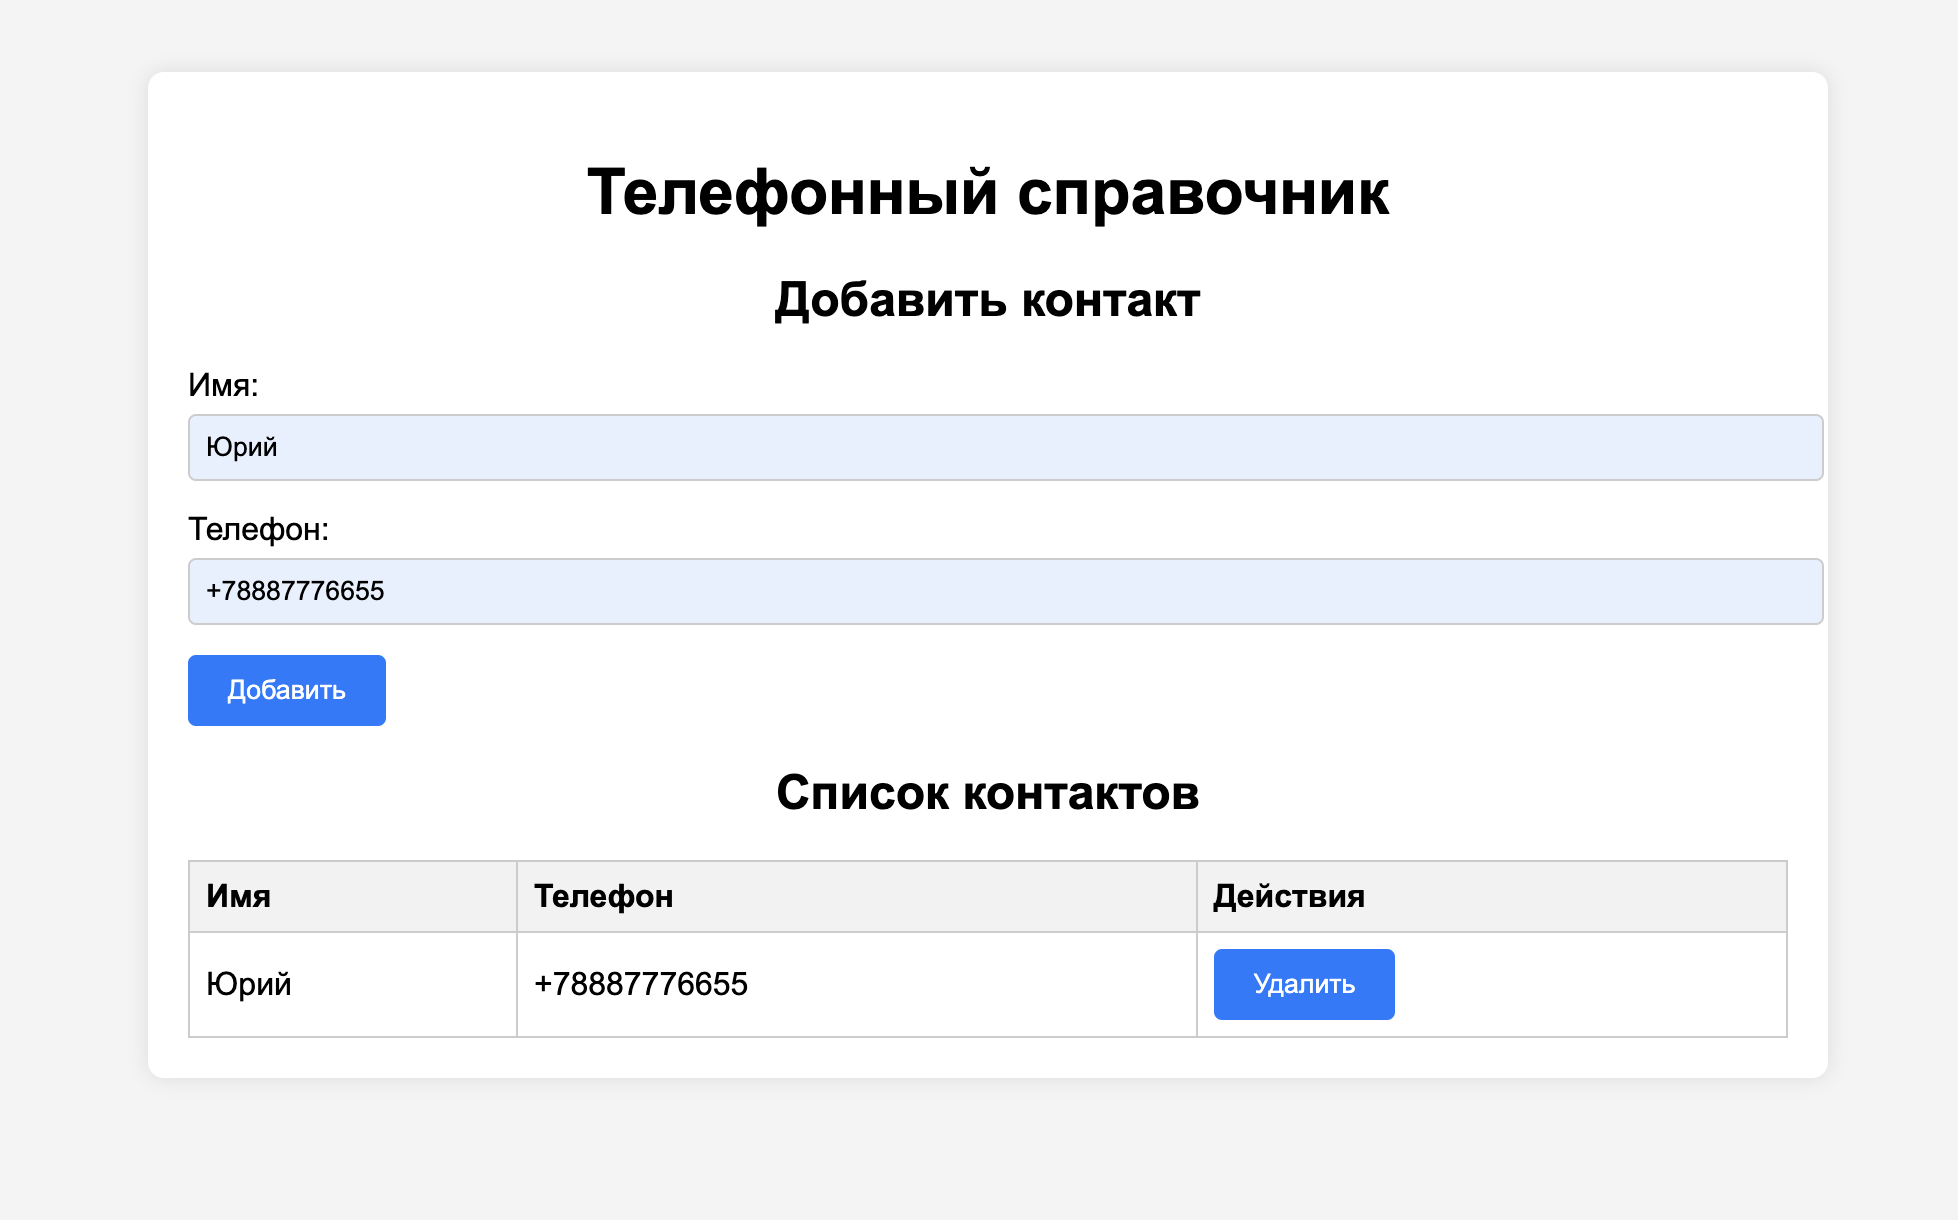 Телефонный справочник
Добавить контакт
Имя:
Юрий
Телефон:
+78887776655
Добавить
Список контактов
Имя Телефон Действия
Юрий +78887776655 Удалить